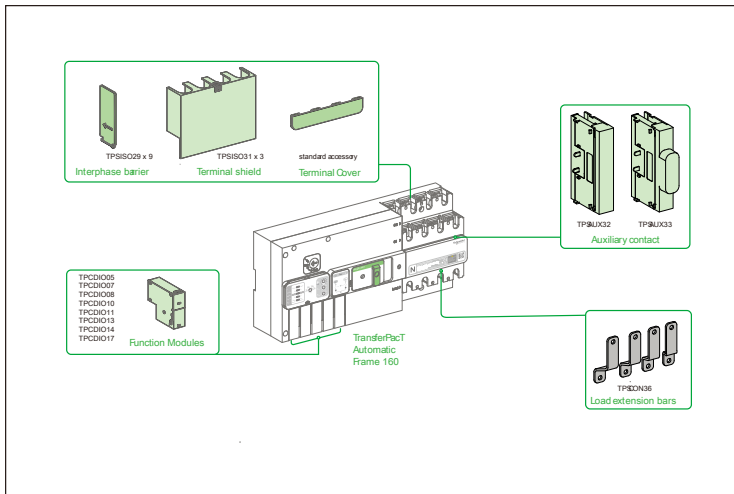 TPSISO29 x 9
Interphase barrier
TPSISO31 x 3
Terminal shield
standard accessory
Terminal Cover
TPSAUX32
TPSAUX33
Auxiliary contact
TPCDIO05
TPCDIO07
TPCDIO08
TPCDIO10
TPCDIO11
TPCDIO13
TPCDIO14
TPCDIO17
Function Modules
TransferPacT
Automatic
Frame 160
N
TPSCON36
Load extension bars